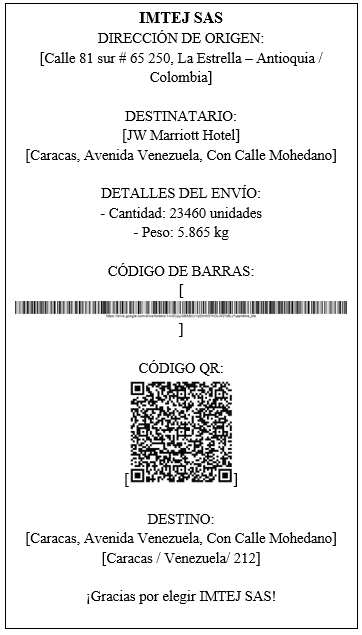 IMTEJ SAS
DIRECCIÓN DE ORIGEN:
[Calle 81 sur # 65 250, La Estrella – Antioquia /
Colombia]
DESTINATARIO:
[JW Marriott Hotel]
[Caracas, Avenida Venezuela, Con Calle Mohedano]
DETALLES DEL ENVÍO:
- Cantidad: 23460 unidades
- Peso: 5.865 kg
CÓDIGO DE BARRAS:
[
]
CÓDIGO QR:
[ ]
DESTINO:
[Caracas, Avenida Venezuela, Con Calle Mohedano]
[Caracas / Venezuela/ 212]
¡Gracias por elegir IMTEJ SAS!